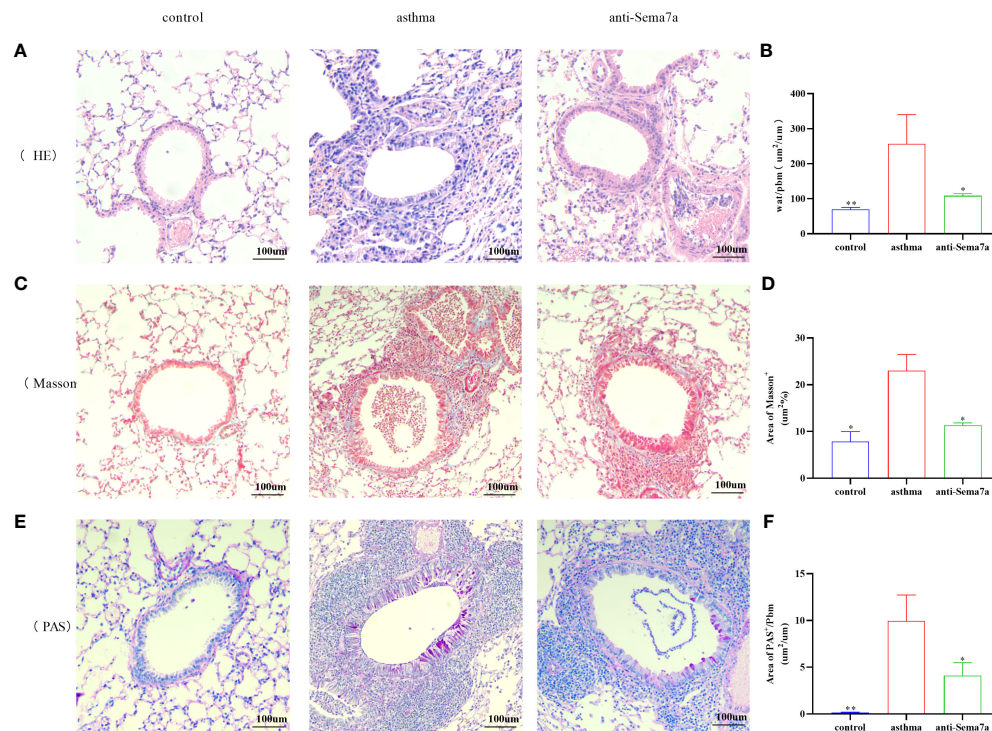 control asthma anti-Sema7a
A
B
（ HE）
100um 100um 100um
wat/pbm ( um²/um )
400
300
200
100
0
**
*
control asthma anti-Sema7a
C
D
（ Masson
100um 100um 100um
Area of Masson⁺
(um²%)
30
20
10
0
*
*
control asthma anti-Sema7a
E
F
（ PAS）
100um 100um 100um
Area of PAS⁺/Pbm
(um²/um)
15
10
5
0
**
*
control asthma anti-Sema7a